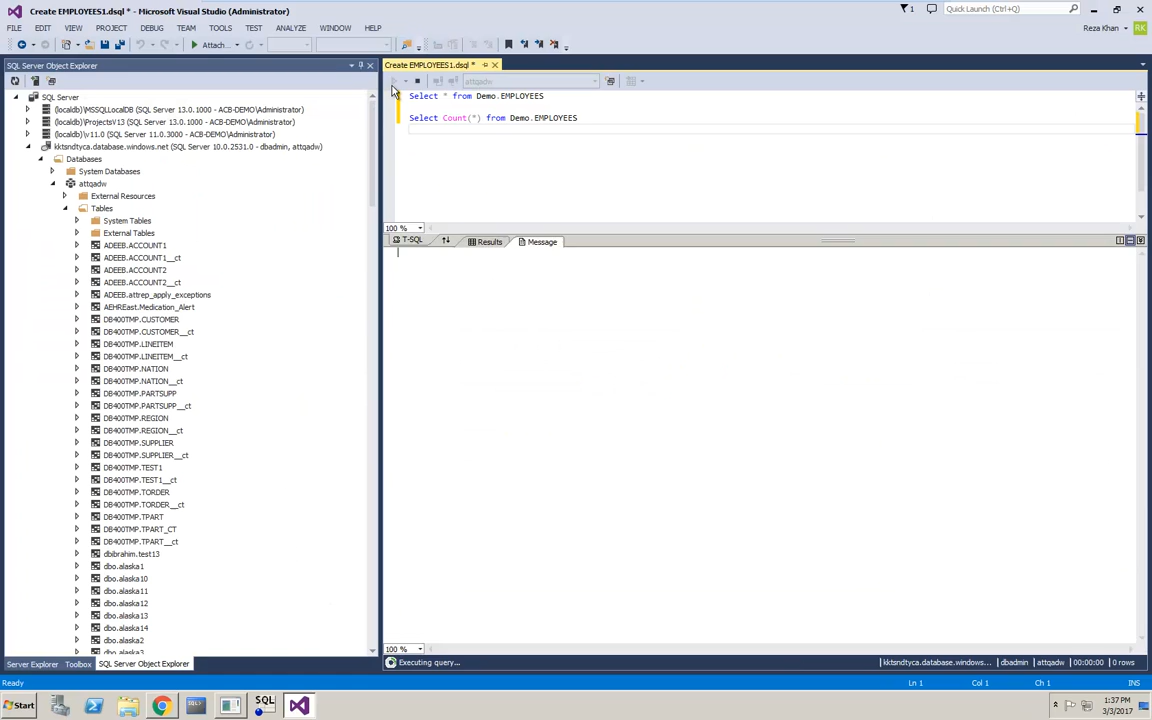 Create EMPLOYEES1.dsql * - Microsoft Visual Studio (Administrator)
1
Quick Launch (Ctrl+Q)
FILE EDIT VIEW PROJECT DEBUG TEAM TOOLS TEST ANALYZE WINDOW HELP
Reza Khan
RK
Attach...
SQL Server Object Explorer
Create EMPLOYEES1.dsql *
attqadw
SQL Server
(localdb)\MSSQLLocalDB (SQL Server 13.0.1000 - ACB-DEMO\Administrator)
(localdb)\ProjectsV13 (SQL Server 13.0.1000 - ACB-DEMO\Administrator)
(localdb)\v11.0 (SQL Server 11.0.3000 - ACB-DEMO\Administrator)
kktsndtyca.database.windows.net (SQL Server 10.0.2531.0 - dbadmin, attqadw)
Databases
System Databases
attqadw
External Resources
Tables
System Tables
External Tables
ADEEB.ACCOUNT1
ADEEB.ACCOUNT1__ct
ADEEB.ACCOUNT2
ADEEB.ACCOUNT2__ct
ADEEB.attrep_apply_exceptions
AEHREast.Medication_Alert
DB400TMP.CUSTOMER
DB400TMP.CUSTOMER__ct
DB400TMP.LINEITEM
DB400TMP.LINEITEM__ct
DB400TMP.NATION
DB400TMP.NATION__ct
DB400TMP.PARTSUPP
DB400TMP.PARTSUPP__ct
DB400TMP.REGION
DB400TMP.REGION__ct
DB400TMP.SUPPLIER
DB400TMP.SUPPLIER__ct
DB400TMP.TEST1
DB400TMP.TEST1__ct
DB400TMP.TORDER
DB400TMP.TORDER__ct
DB400TMP.TPART
DB400TMP.TPART_CT
DB400TMP.TPART__ct
dbibrahim.test13
dbo.alaska1
dbo.alaska10
dbo.alaska11
dbo.alaska12
dbo.alaska13
dbo.alaska14
dbo.alaska2
dbo.alaska3
Select * from Demo.EMPLOYEES
Select Count(*) from Demo.EMPLOYEES
100 %
T-SQL
Results
Message
100 %
Executing query...
kktsndtyca.database.windows... dbadmin attqadw 00:00:00 0 rows
Server Explorer Toolbox SQL Server Object Explorer
Ready
Ln 1 Col 1 Ch 1 INS
Start
SQL
1:37 PM
3/3/2017